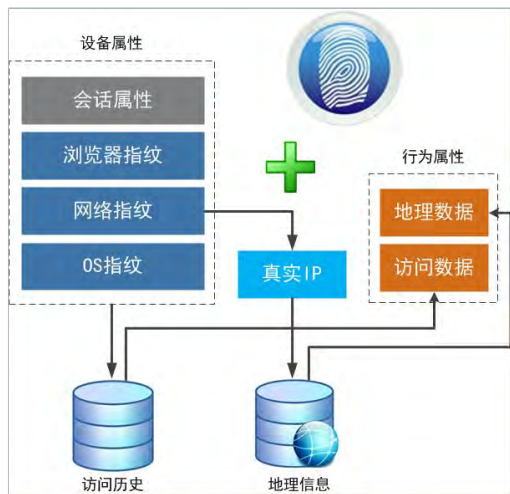 设备属性
会话属性
浏览器指纹
网络指纹
OS指纹
真实IP
行为属性
地理数据
访问数据
访问历史
地理信息